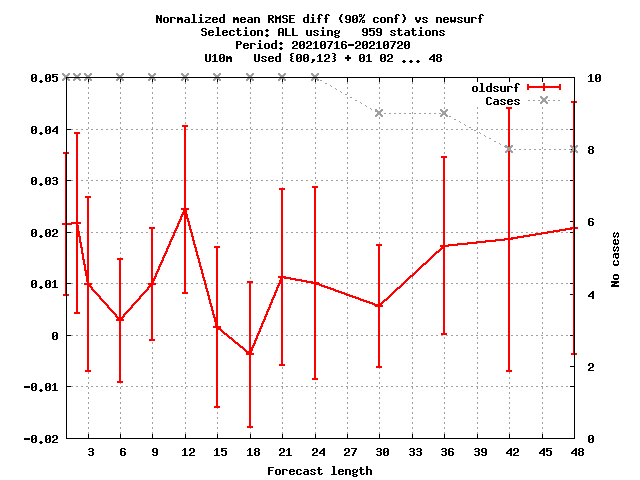 Normalized mean RMSE diff (90% conf) vs newsurf
Selection: ALL using   959 stations
Period: 20210716-20210720
U10m   Used {00,12} + 01 02 ... 48
0.05
0.04
0.03
0.02
0.01
0
-0.01
-0.02
oldsurf
Cases
10
8
6
4
2
0
No cases
3 6 9 12 15 18 21 24 27 30 33 36 39 42 45 48
Forecast length